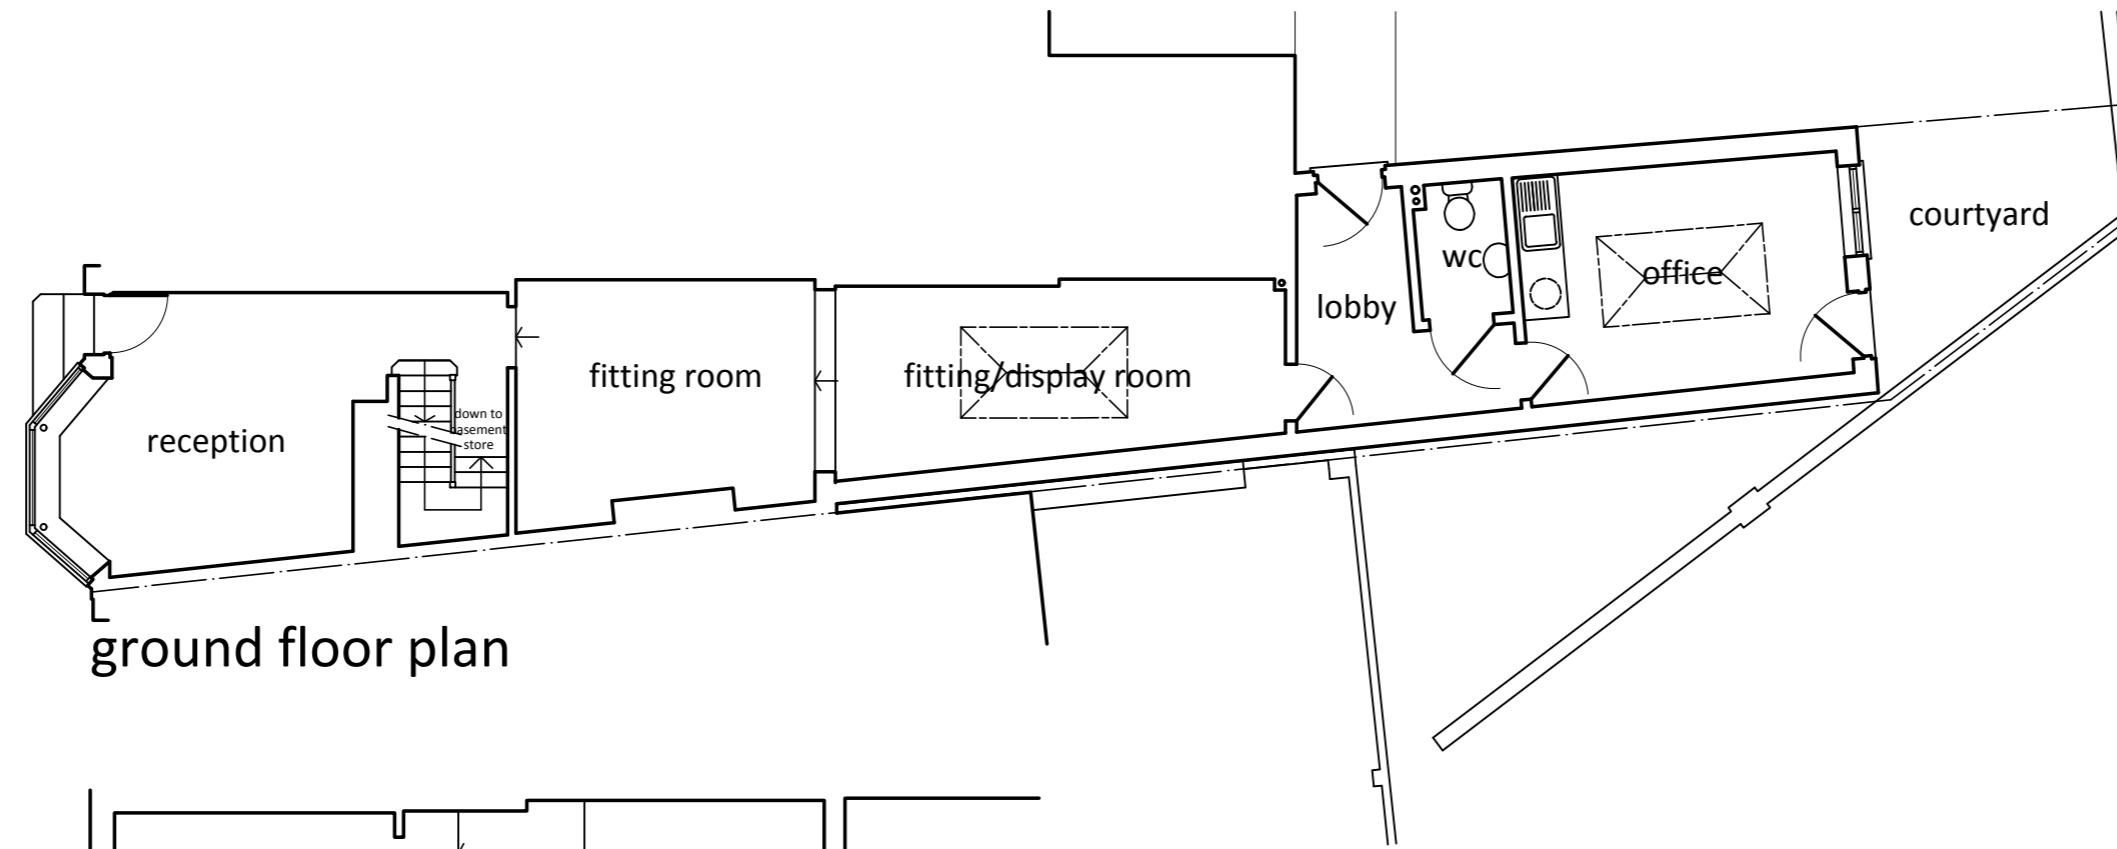 courtyard
wc
office
lobby
fitting room
fitting/display room
down to
basement
store
reception
ground floor plan